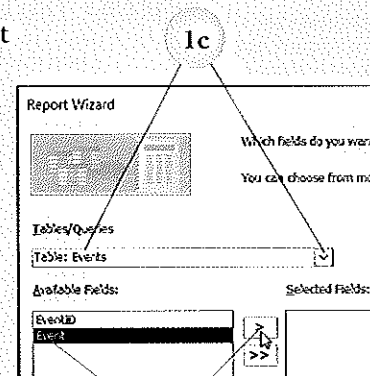 t
1c
Report Wizard
Which fields do you
You can choose from
Tables/Queries
Table: Events
Available Fields:
Selected Fields:
EventID
Event
>
>>